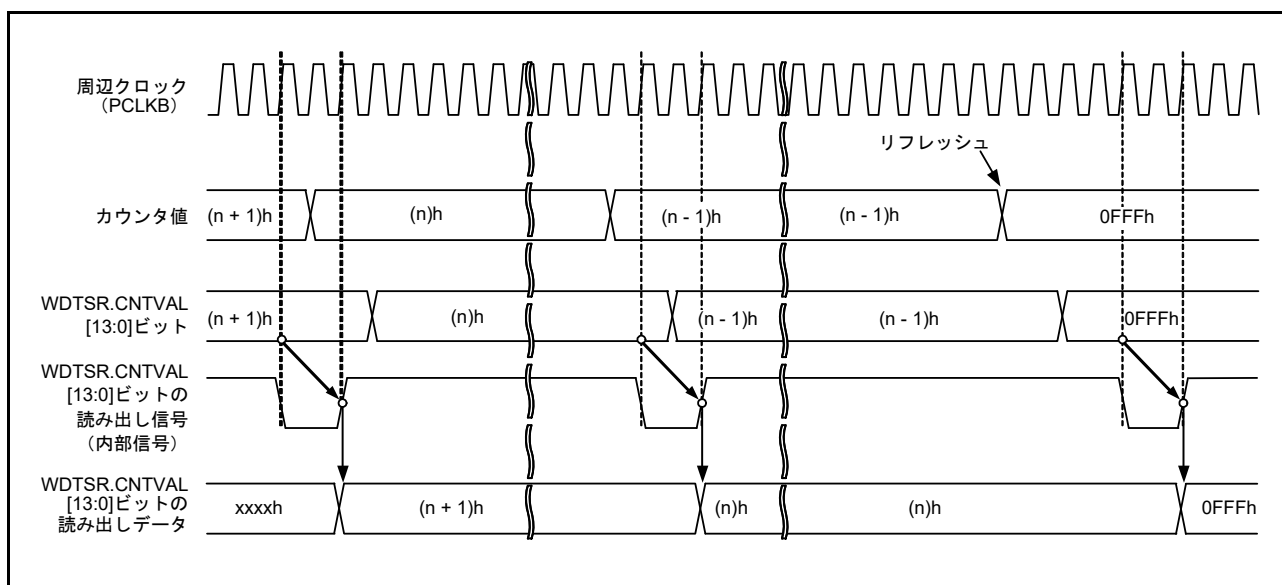 周辺クロック
（PCLKB）
リフレッシュ
カウンタ値
(n + 1)h
(n)h
(n - 1)h
(n - 1)h
0FFFh
WDTSR.CNTVAL
[13:0]ビット
(n + 1)h
(n)h
(n - 1)h
(n - 1)h
0FFFh
WDTSR.CNTVAL
[13:0]ビットの
読み出し信号
（内部信号）
WDTSR.CNTVAL
[13:0]ビットの
読み出しデータ
xxxxh
(n + 1)h
(n)h
(n)h
0FFFh